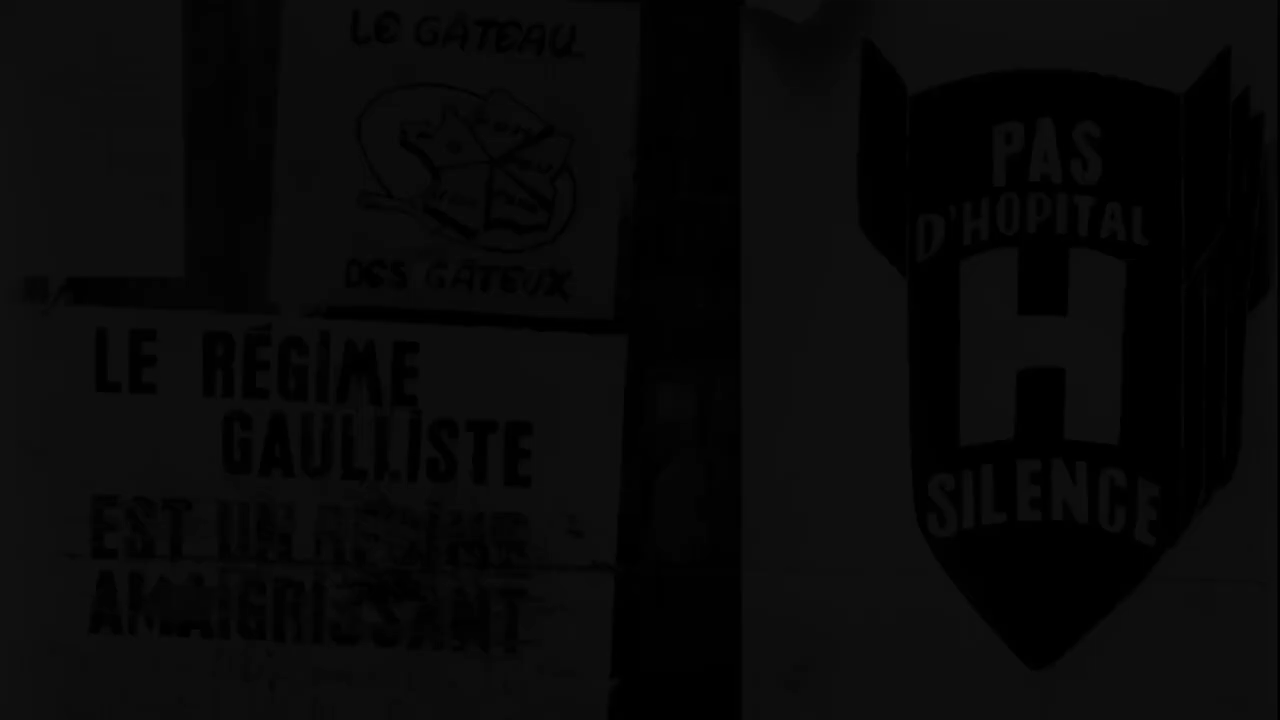 LE GÂTEAU
DES GÂTEUX
LE RÉGIME
GAULLISTE
EST UN RÉGIME
AMAIGRISSANT
PAS
D'HOPITAL
H
SILENCE